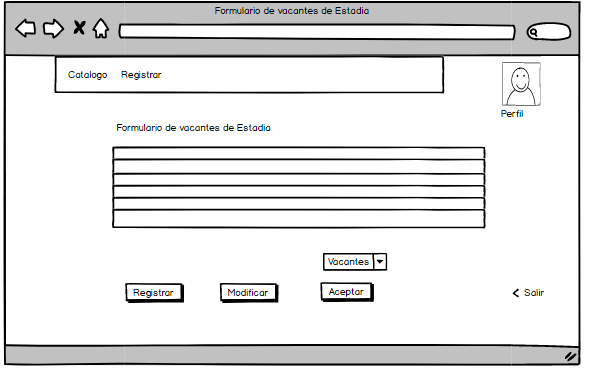 Formulario de vacantes de Estadia
Catalogo Registrar
Perfil
Formulario de vacantes de Estadia
Vacantes
Registrar Modificar Aceptar < Salir